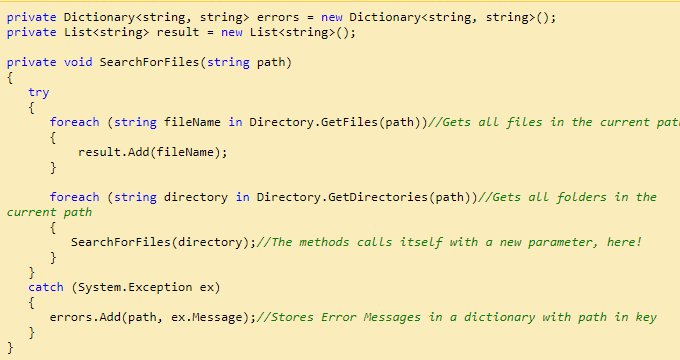 private Dictionary<string, string> errors = new Dictionary<string, string>();
private List<string> result = new List<string>();
private void SearchForFiles(string path)
{
try
{
foreach (string fileName in Directory.GetFiles(path))//Gets all files in the current pat
{
result.Add(fileName);
}
foreach (string directory in Directory.GetDirectories(path))//Gets all folders in the
current path
{
SearchForFiles(directory);//The methods calls itself with a new parameter, here!
}
}
catch (System.Exception ex)
{
errors.Add(path, ex.Message);//Stores Error Messages in a dictionary with path in key
}
}